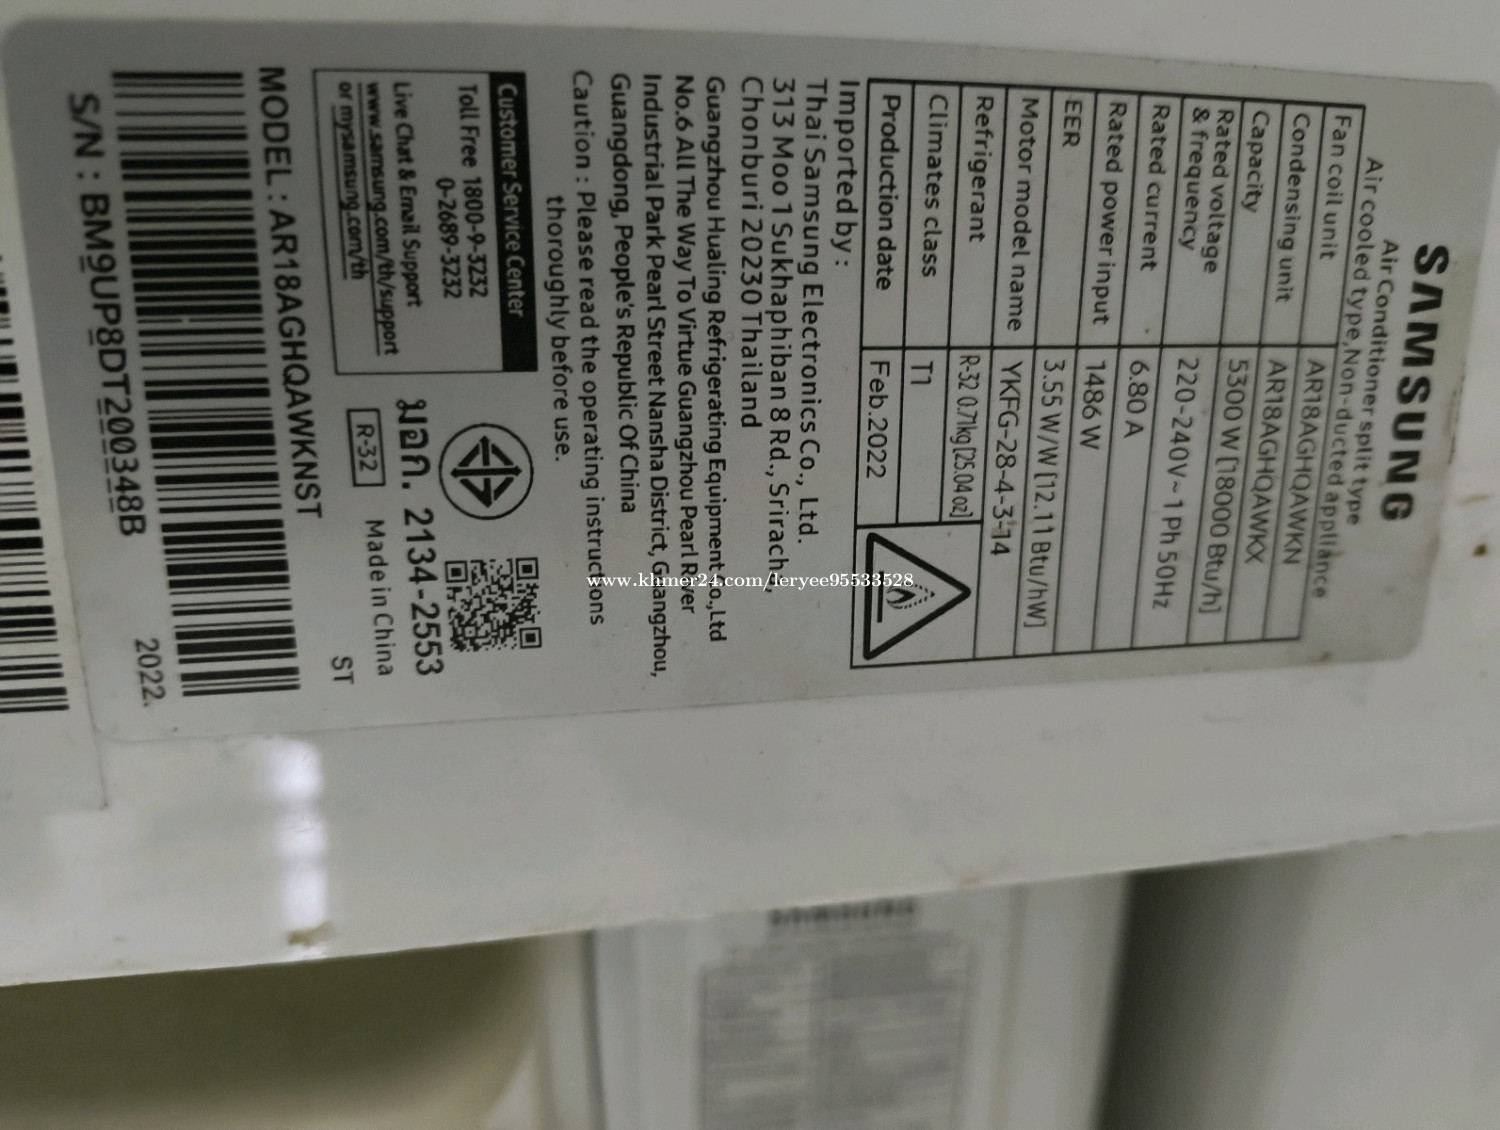 SAMSUNG
Air Conditioner split type
Air cooled type,Non-ducted appliance
Fan coil unit AR18AGHQAWKN
Condensing unit AR18AGHQAWKX
Capacity 5300 W [18000 Btu/h]
Rated voltage & frequency 220-240V~ 1 Ph 50Hz
Rated current 6.80 A
Rated power input 1486 W
EER 3.55 W/W [12.11 Btu/hW]
Motor model name YKFG-28-4-3-14
Refrigerant R-32 0.71kg [25.04 oz]
Climates class T1
Production date Feb.2022
Imported by :
Thai Samsung Electronics Co., Ltd.
313 Moo 1 Sukhaphiban 8 Rd., Sriracha,
Chonburi 20230 Thailand
Guangzhou Hualing Refrigerating Equipment Co.,Ltd
No.6 All The Way To Virtue Guangzhou Pearl River
Industrial Park Pearl Street Nansha District, Guangzhou,
Guangdong, People's Republic Of China
Caution : Please read the operating instructions
thoroughly before use.
Customer Service Center
Toll Free 1800-9-3232
0-2689-3232
Live Chat & Email Support
www.samsung.com/th/support
or mysamsung.com/th
มอก. 2134-2553
R-32 Made in China
ST
MODEL : AR18AGHQAWKNST
S/N : BM9UP8DT200348B 2022.
www.khmer24.com/leryee95533528
SAMSUNG